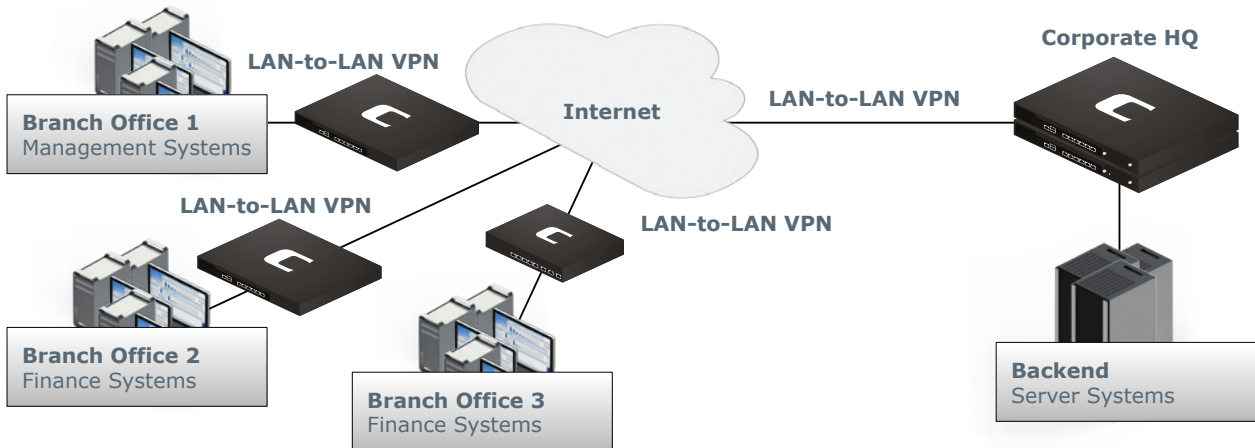 Corporate HQ
LAN-to-LAN VPN
Internet
LAN-to-LAN VPN
Branch Office 1
Management Systems
LAN-to-LAN VPN
LAN-to-LAN VPN
Branch Office 2
Finance Systems
Branch Office 3
Finance Systems
Backend
Server Systems